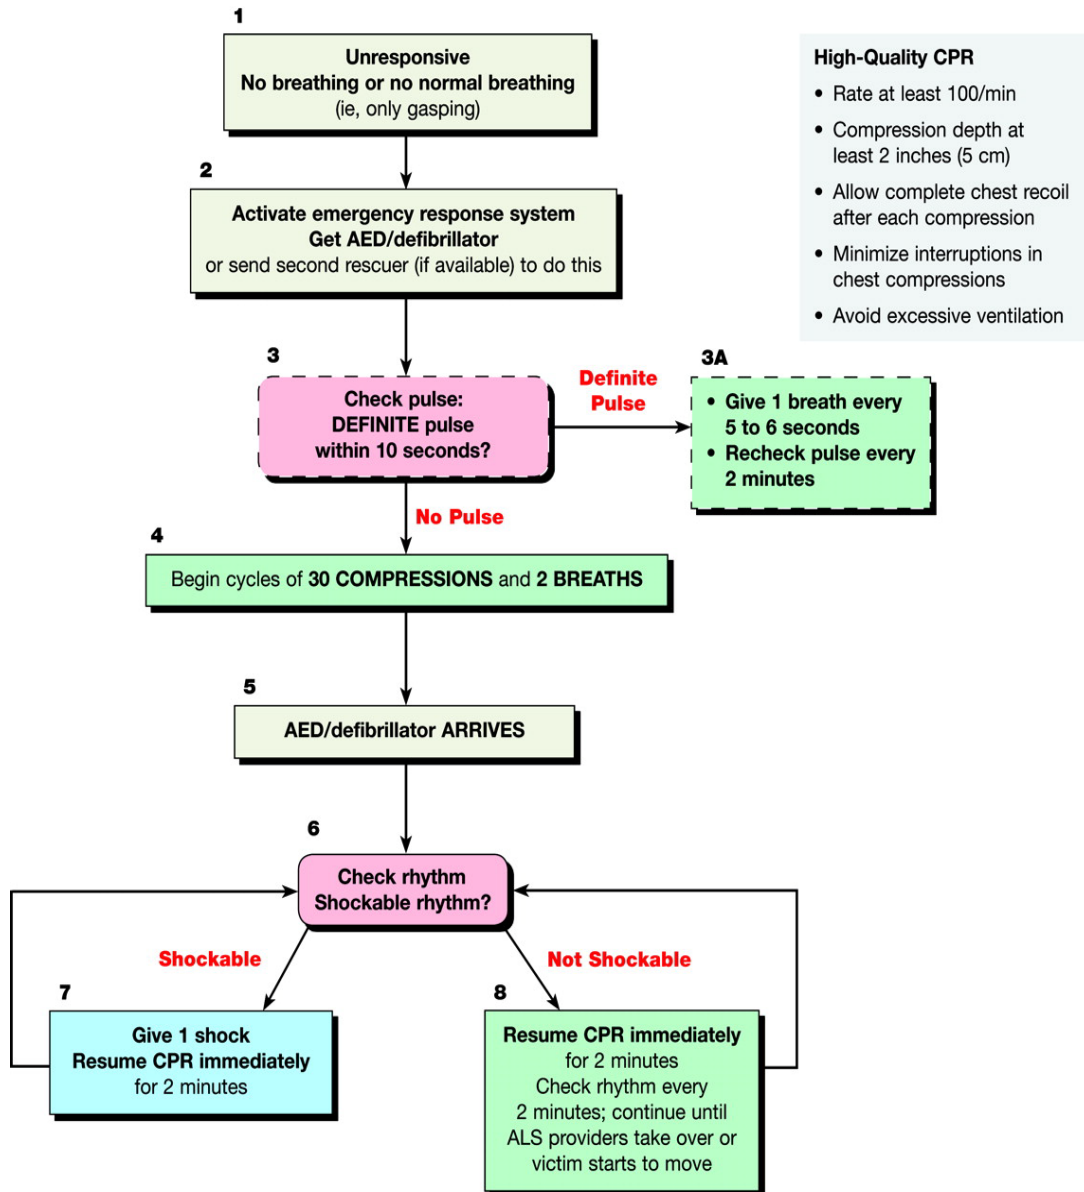 1
Unresponsive
No breathing or no normal breathing
(ie, only gasping)
High-Quality CPR
• Rate at least 100/min
• Compression depth at
least 2 inches (5 cm)
• Allow complete chest recoil
after each compression
• Minimize interruptions in
chest compressions
• Avoid excessive ventilation
2
Activate emergency response system
Get AED/defibrillator
or send second rescuer (if available) to do this
3
Check pulse:
DEFINITE pulse
within 10 seconds?
Definite
Pulse
3A
• Give 1 breath every
5 to 6 seconds
• Recheck pulse every
2 minutes
No Pulse
4
Begin cycles of 30 COMPRESSIONS and 2 BREATHS
5
AED/defibrillator ARRIVES
6
Check rhythm
Shockable rhythm?
Shockable
Not Shockable
7
Give 1 shock
Resume CPR immediately
for 2 minutes
8
Resume CPR immediately
for 2 minutes
Check rhythm every
2 minutes; continue until
ALS providers take over or
victim starts to move